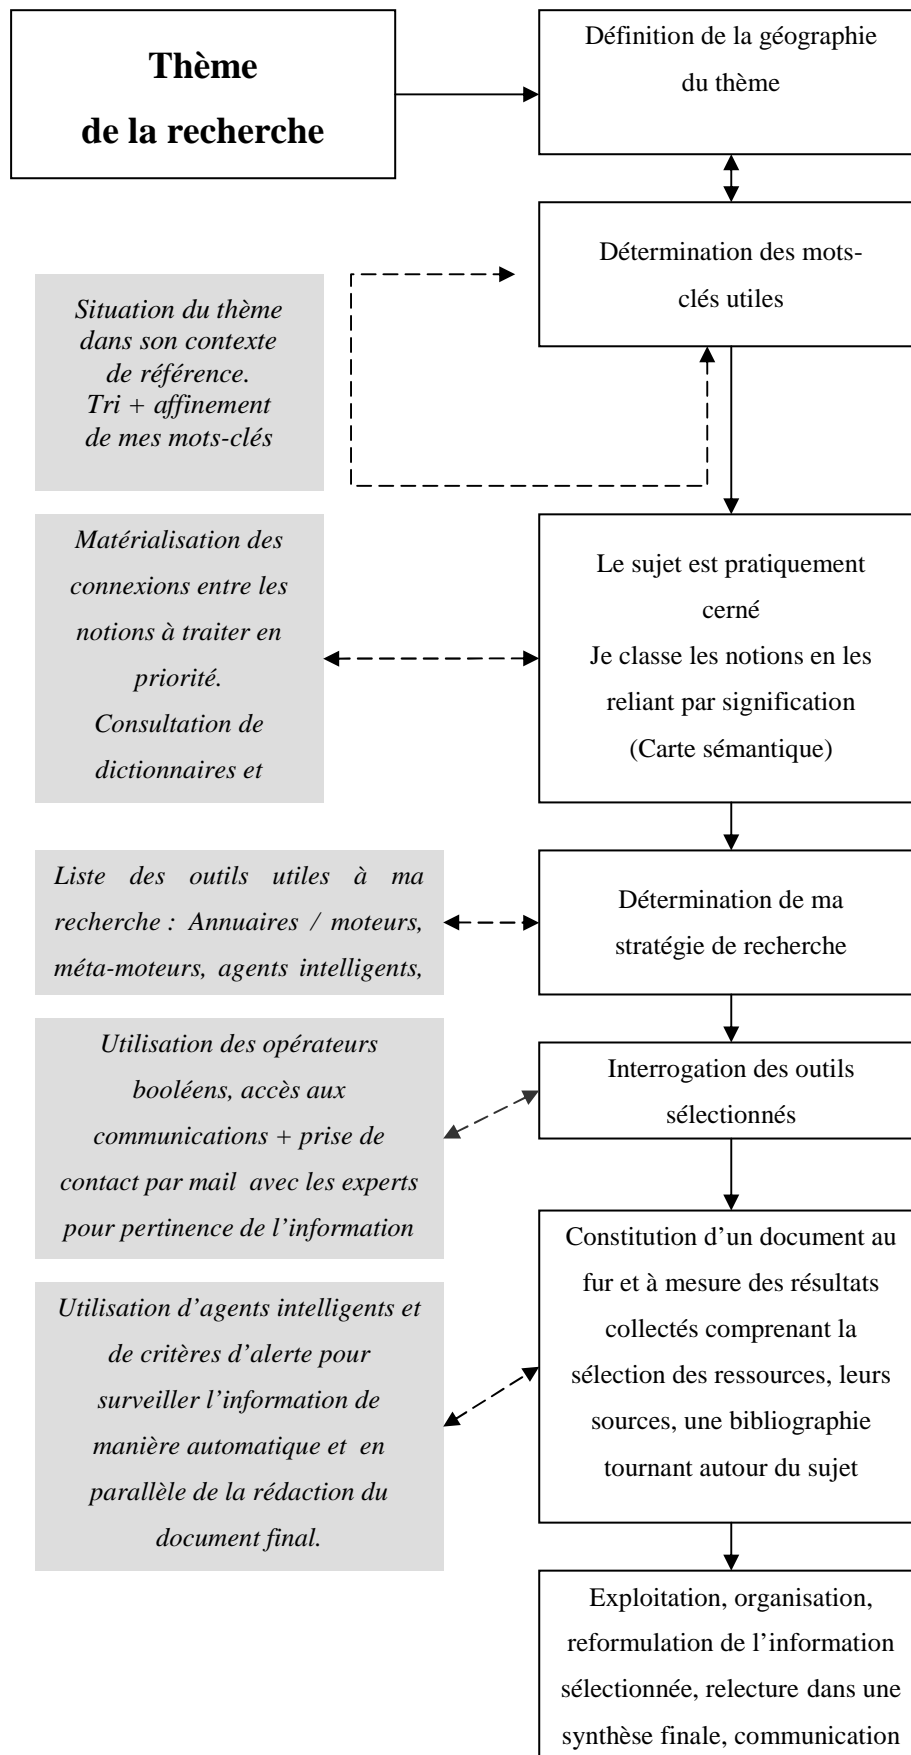 Thème
de la recherche
Définition de la géographie
du thème
Détermination des mots-
clés utiles
Situation du thème
dans son contexte
de référence.
Tri + affinement
de mes mots-clés
Matérialisation des
connexions entre les
notions à traiter en
priorité.
Consultation de
dictionnaires et
Le sujet est pratiquement
cerné
Je classe les notions en les
reliant par signification
(Carte sémantique)
Liste des outils utiles à ma
recherche : Annuaires / moteurs,
méta-moteurs, agents intelligents,
Détermination de ma
stratégie de recherche
Utilisation des opérateurs
booléens, accès aux
communications + prise de
contact par mail avec les experts
pour pertinence de l’information
Interrogation des outils
sélectionnés
Constitution d’un document au
fur et à mesure des résultats
collectés comprenant la
sélection des ressources, leurs
sources, une bibliographie
tournant autour du sujet
Utilisation d’agents intelligents et
de critères d’alerte pour
surveiller l’information de
manière automatique et en
parallèle de la rédaction du
document final.
Exploitation, organisation,
reformulation de l’information
sélectionnée, relecture dans une
synthèse finale, communication